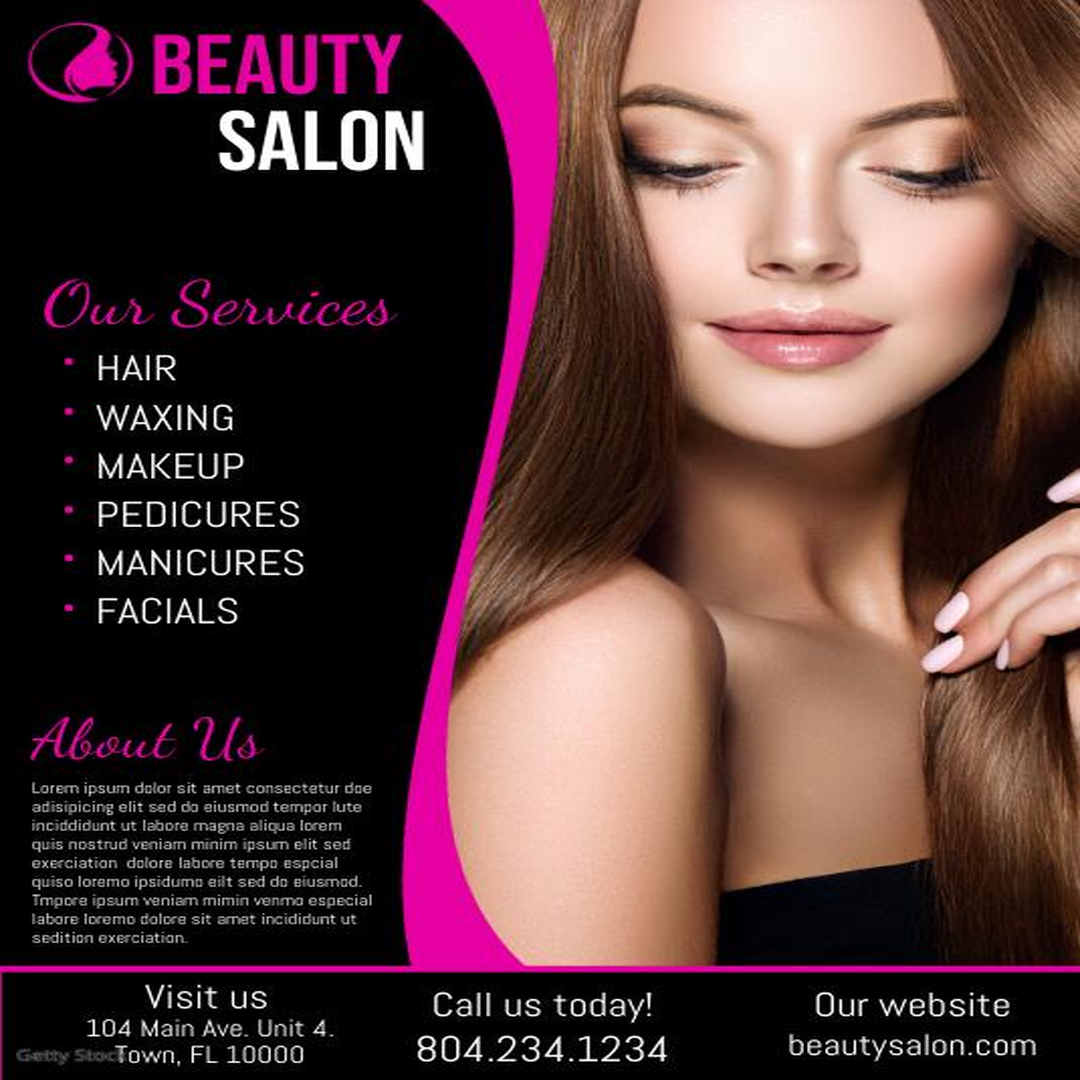 BEAUTY
SALON
Our Services
HAIR
WAXING
MAKEUP
PEDICURES
MANICURES
FACIALS
About Us
Lorem ipsum dolor sit amet consectetur doe
adisipicing elit sed do eiusmod tempor lute
inciddidunt ut labore magna aliqua lorem
quis nostrud veniam minim ipsum elit sed
exerciation dolore labore tempo espcial
quiso loremo ipsidumo eilt sed do eiusmod.
Tmpore ipsum veniam mimin venmo especial
labore loremo dolore sit amet incididunt ut
sedition exerciation.
Visit us
104 Main Ave. Unit 4.
Town, FL 10000
Getty Stock
Call us today!
804.234.1234
Our website
beautysalon.com